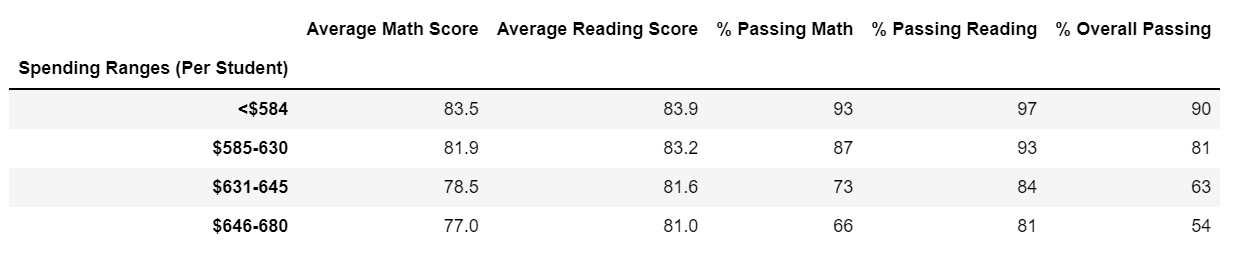 Average Math Score Average Reading Score % Passing Math % Passing Reading % Overall Passing
Spending Ranges (Per Student)
<$584 83.5 83.9 93 97 90
$585-630 81.9 83.2 87 93 81
$631-645 78.5 81.6 73 84 63
$646-680 77.0 81.0 66 81 54